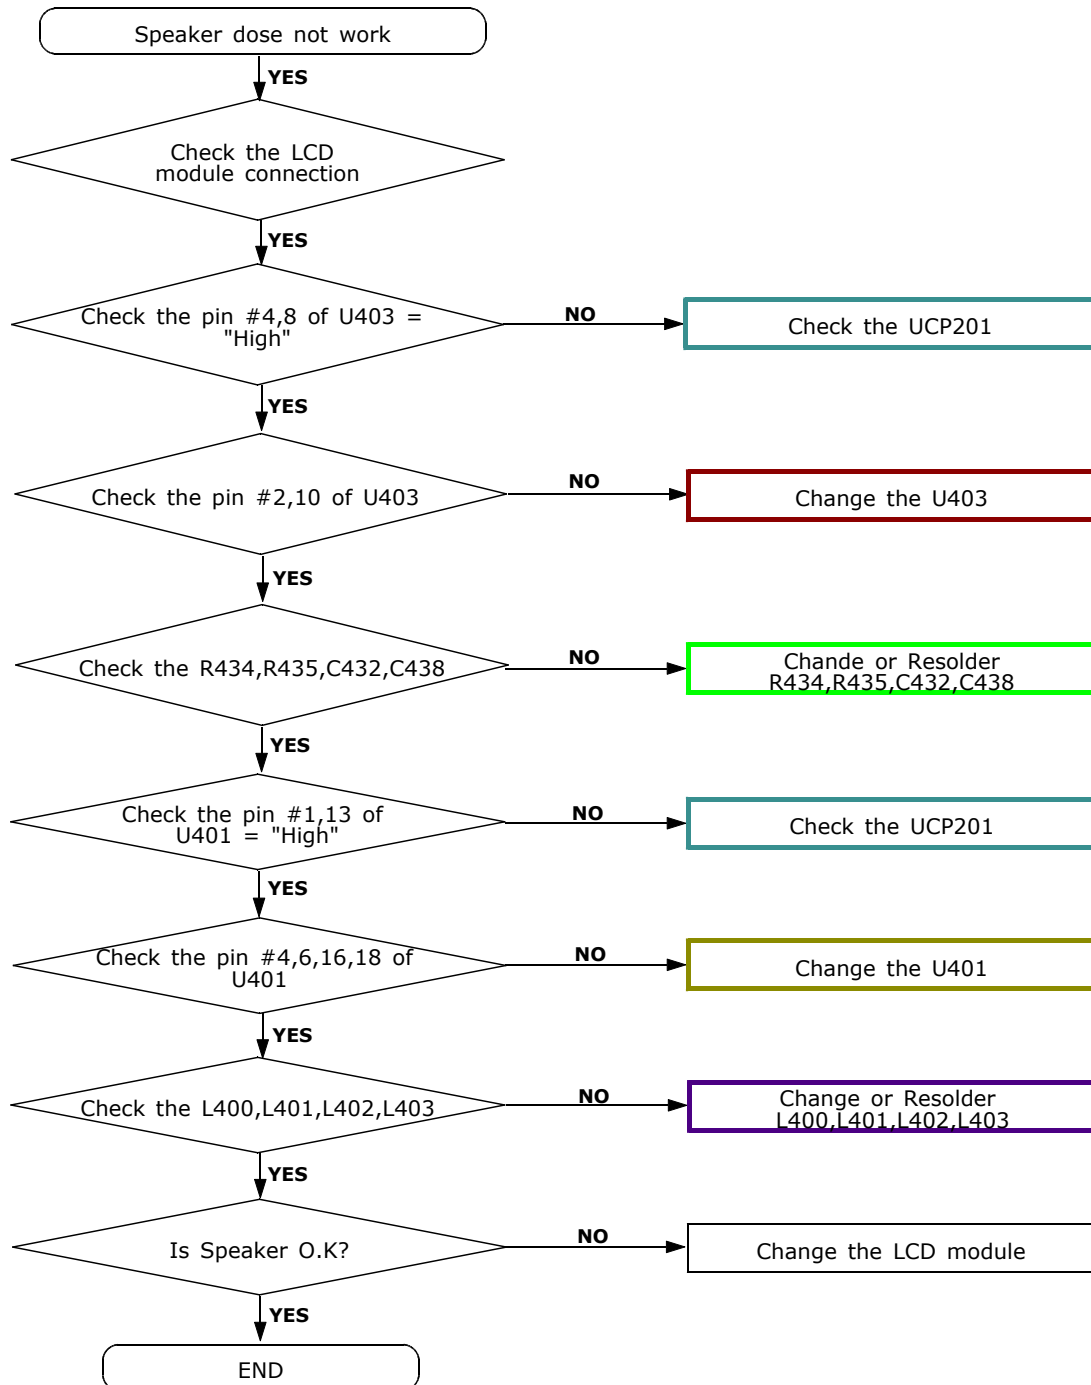 Speaker dose not work
YES
Check the LCD
module connection
YES
Check the pin #4,8 of U403 =
"High"
NO
Check the UCP201
YES
Check the pin #2,10 of U403
NO
Change the U403
YES
Check the R434,R435,C432,C438
NO
Chande or Resolder
R434,R435,C432,C438
YES
Check the pin #1,13 of
U401 = "High"
NO
Check the UCP201
YES
Check the pin #4,6,16,18 of
U401
NO
Change the U401
YES
Check the L400,L401,L402,L403
NO
Change or Resolder
L400,L401,L402,L403
YES
Is Speaker O.K?
NO
Change the LCD module
YES
END